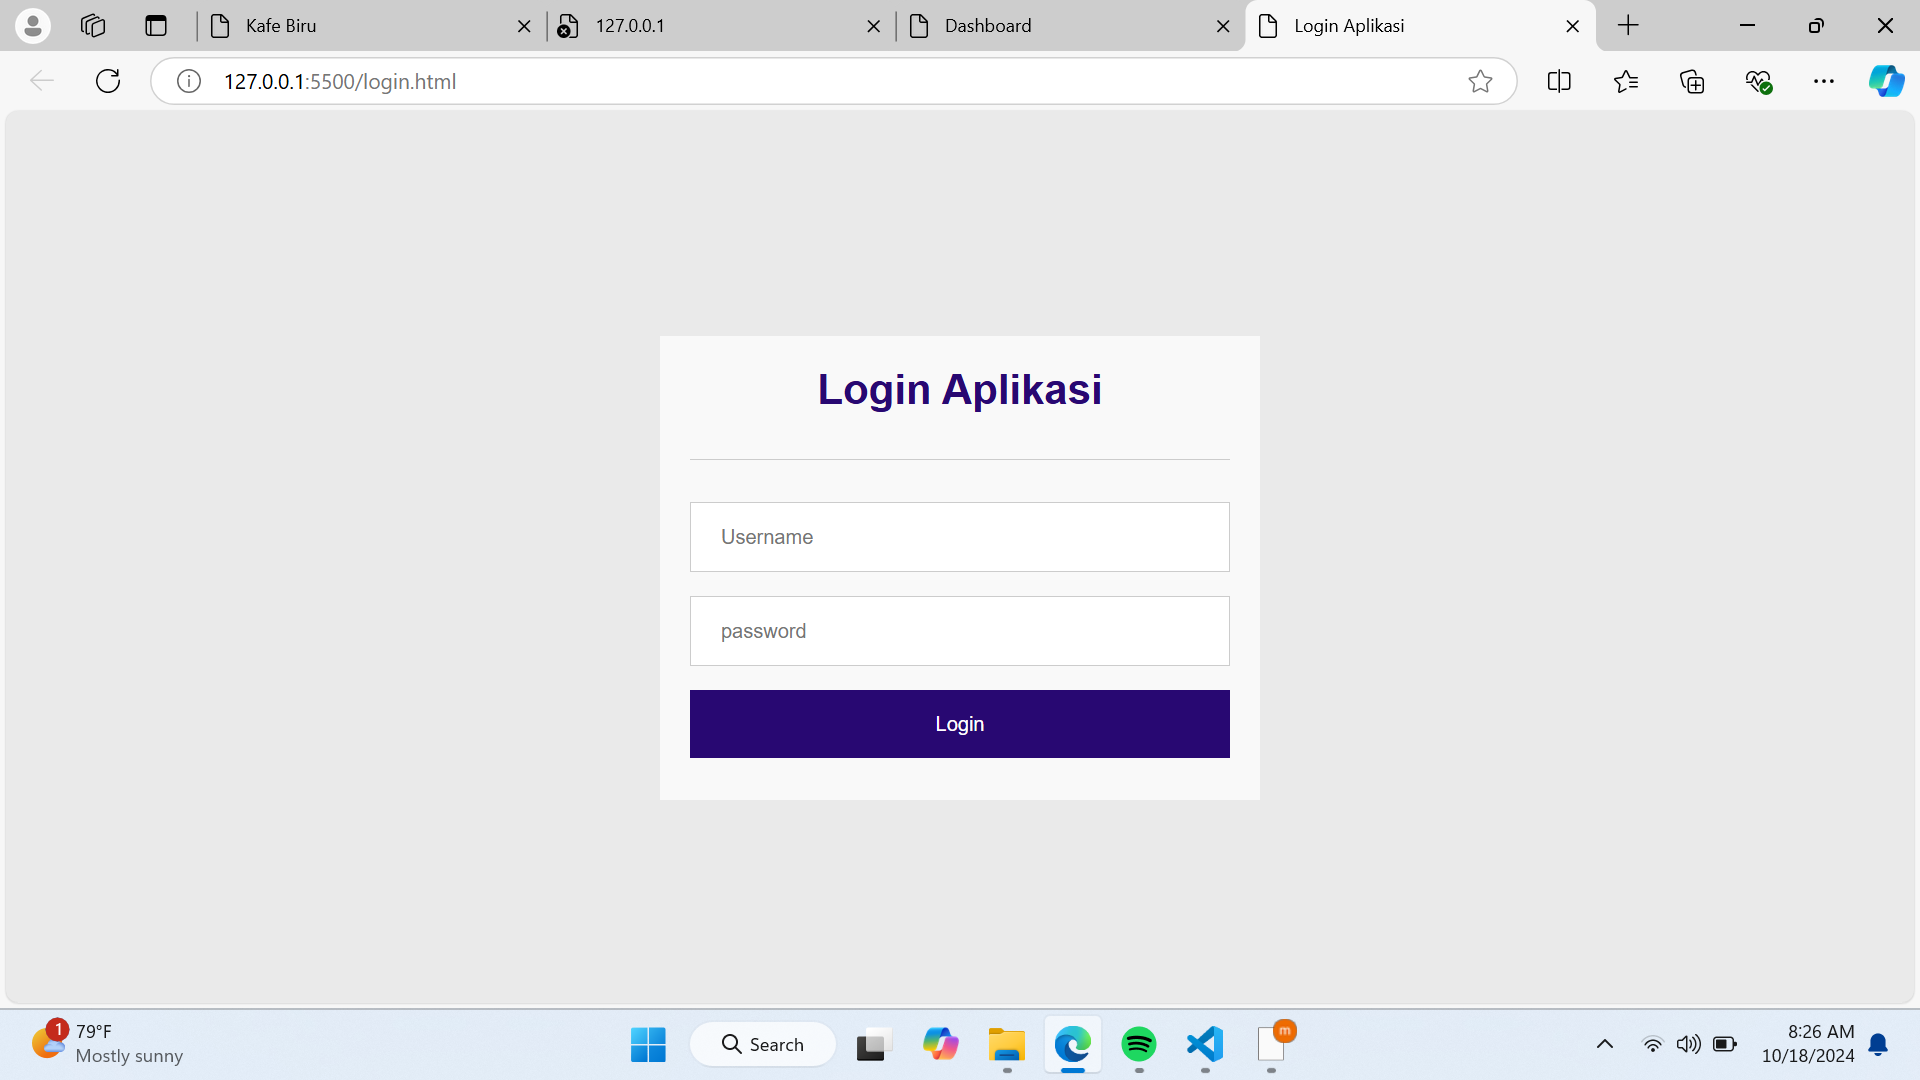 Kafe Biru
127.0.0.1
Dashboard
Login Aplikasi
127.0.0.1:5500/login.html
Login Aplikasi
Username
password
Login
1
79°F
Mostly sunny
Search
m
8:26 AM
10/18/2024